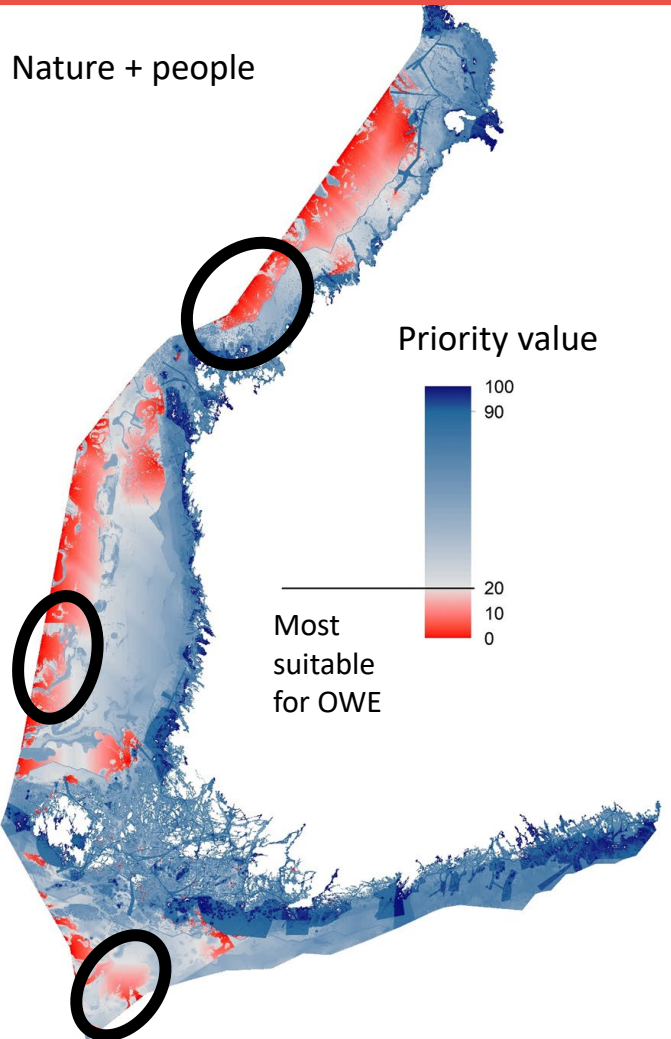 Nature + people
Priority value
100
90
20
10
0
Most
suitable
for OWE